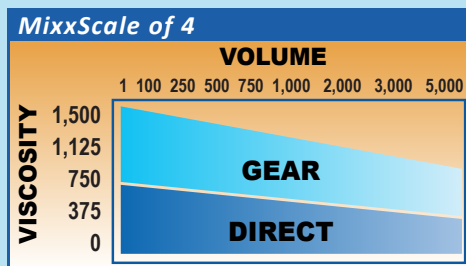 MixxScale of 4
VOLUME
1 100 250 500 750 1,000 2,000 3,000 5,000
VISCOSITY
1,500
1,125
750
375
0
GEAR
DIRECT